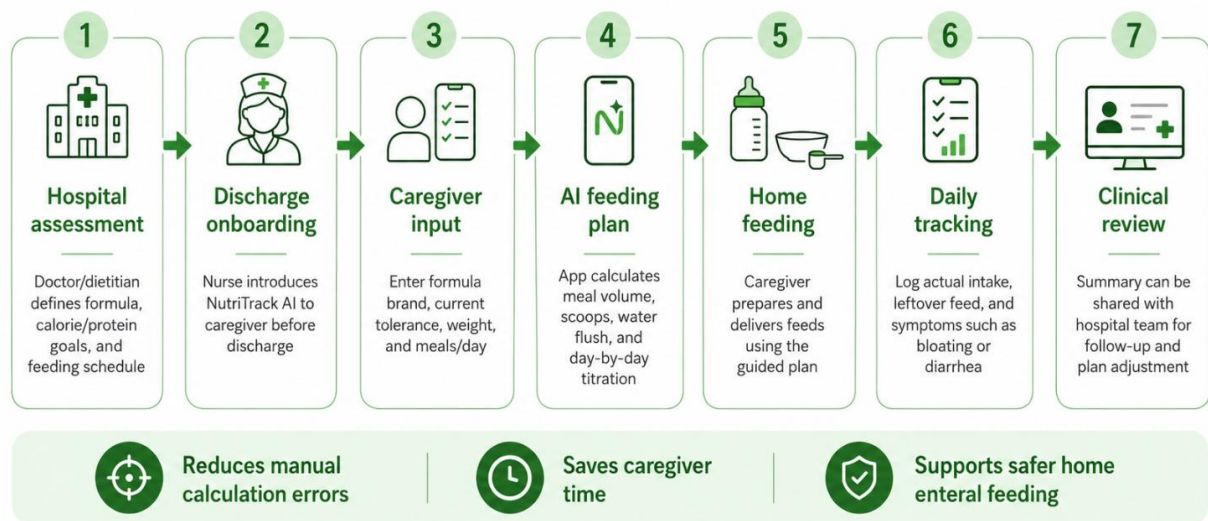 1
Hospital
assessment
Doctor/dietitian
defines formula,
calorie/protein
goals, and
feeding schedule
2
Discharge
onboarding
Nurse introduces
NutriTrack AI to
caregiver before
discharge
3
Caregiver
input
Enter formula
brand, current
tolerance, weight,
and meals/day
4
N
AI feeding
plan
App calculates
meal volume,
scoops, water
flush, and
day-by-day
titration
5
Home
feeding
Caregiver
prepares and
delivers feeds
using the
guided plan
6
Daily
tracking
Log actual intake,
leftover feed, and
symptoms such as
bloating or
diarrhea
7
Clinical
review
Summary can be
shared with
hospital team for
follow-up and
plan adjustment
Reduces manual
calculation errors
Saves caregiver
time
Supports safer home
enteral feeding